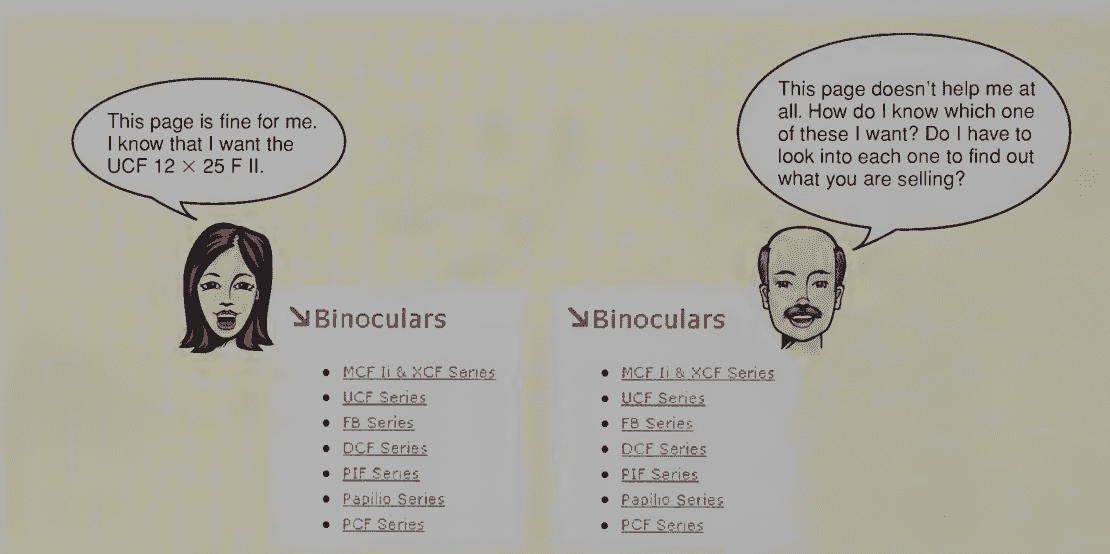 This page is fine for me.
I know that I want the
UCF 12 × 25 F II.
This page doesn't help me at
all. How do I know which one
of these I want? Do I have to
look into each one to find out
what you are selling?
Binoculars
• MCF Ii & XCF Series
• UCF Series
• FB Series
• DCF Series
• PIF Series
• Papilio Series
• PCF Series
Binoculars
• MCF Ii & XCF Series
• UCF Series
• FB Series
• DCF Series
• PIF Series
• Papilio Series
• PCF Series